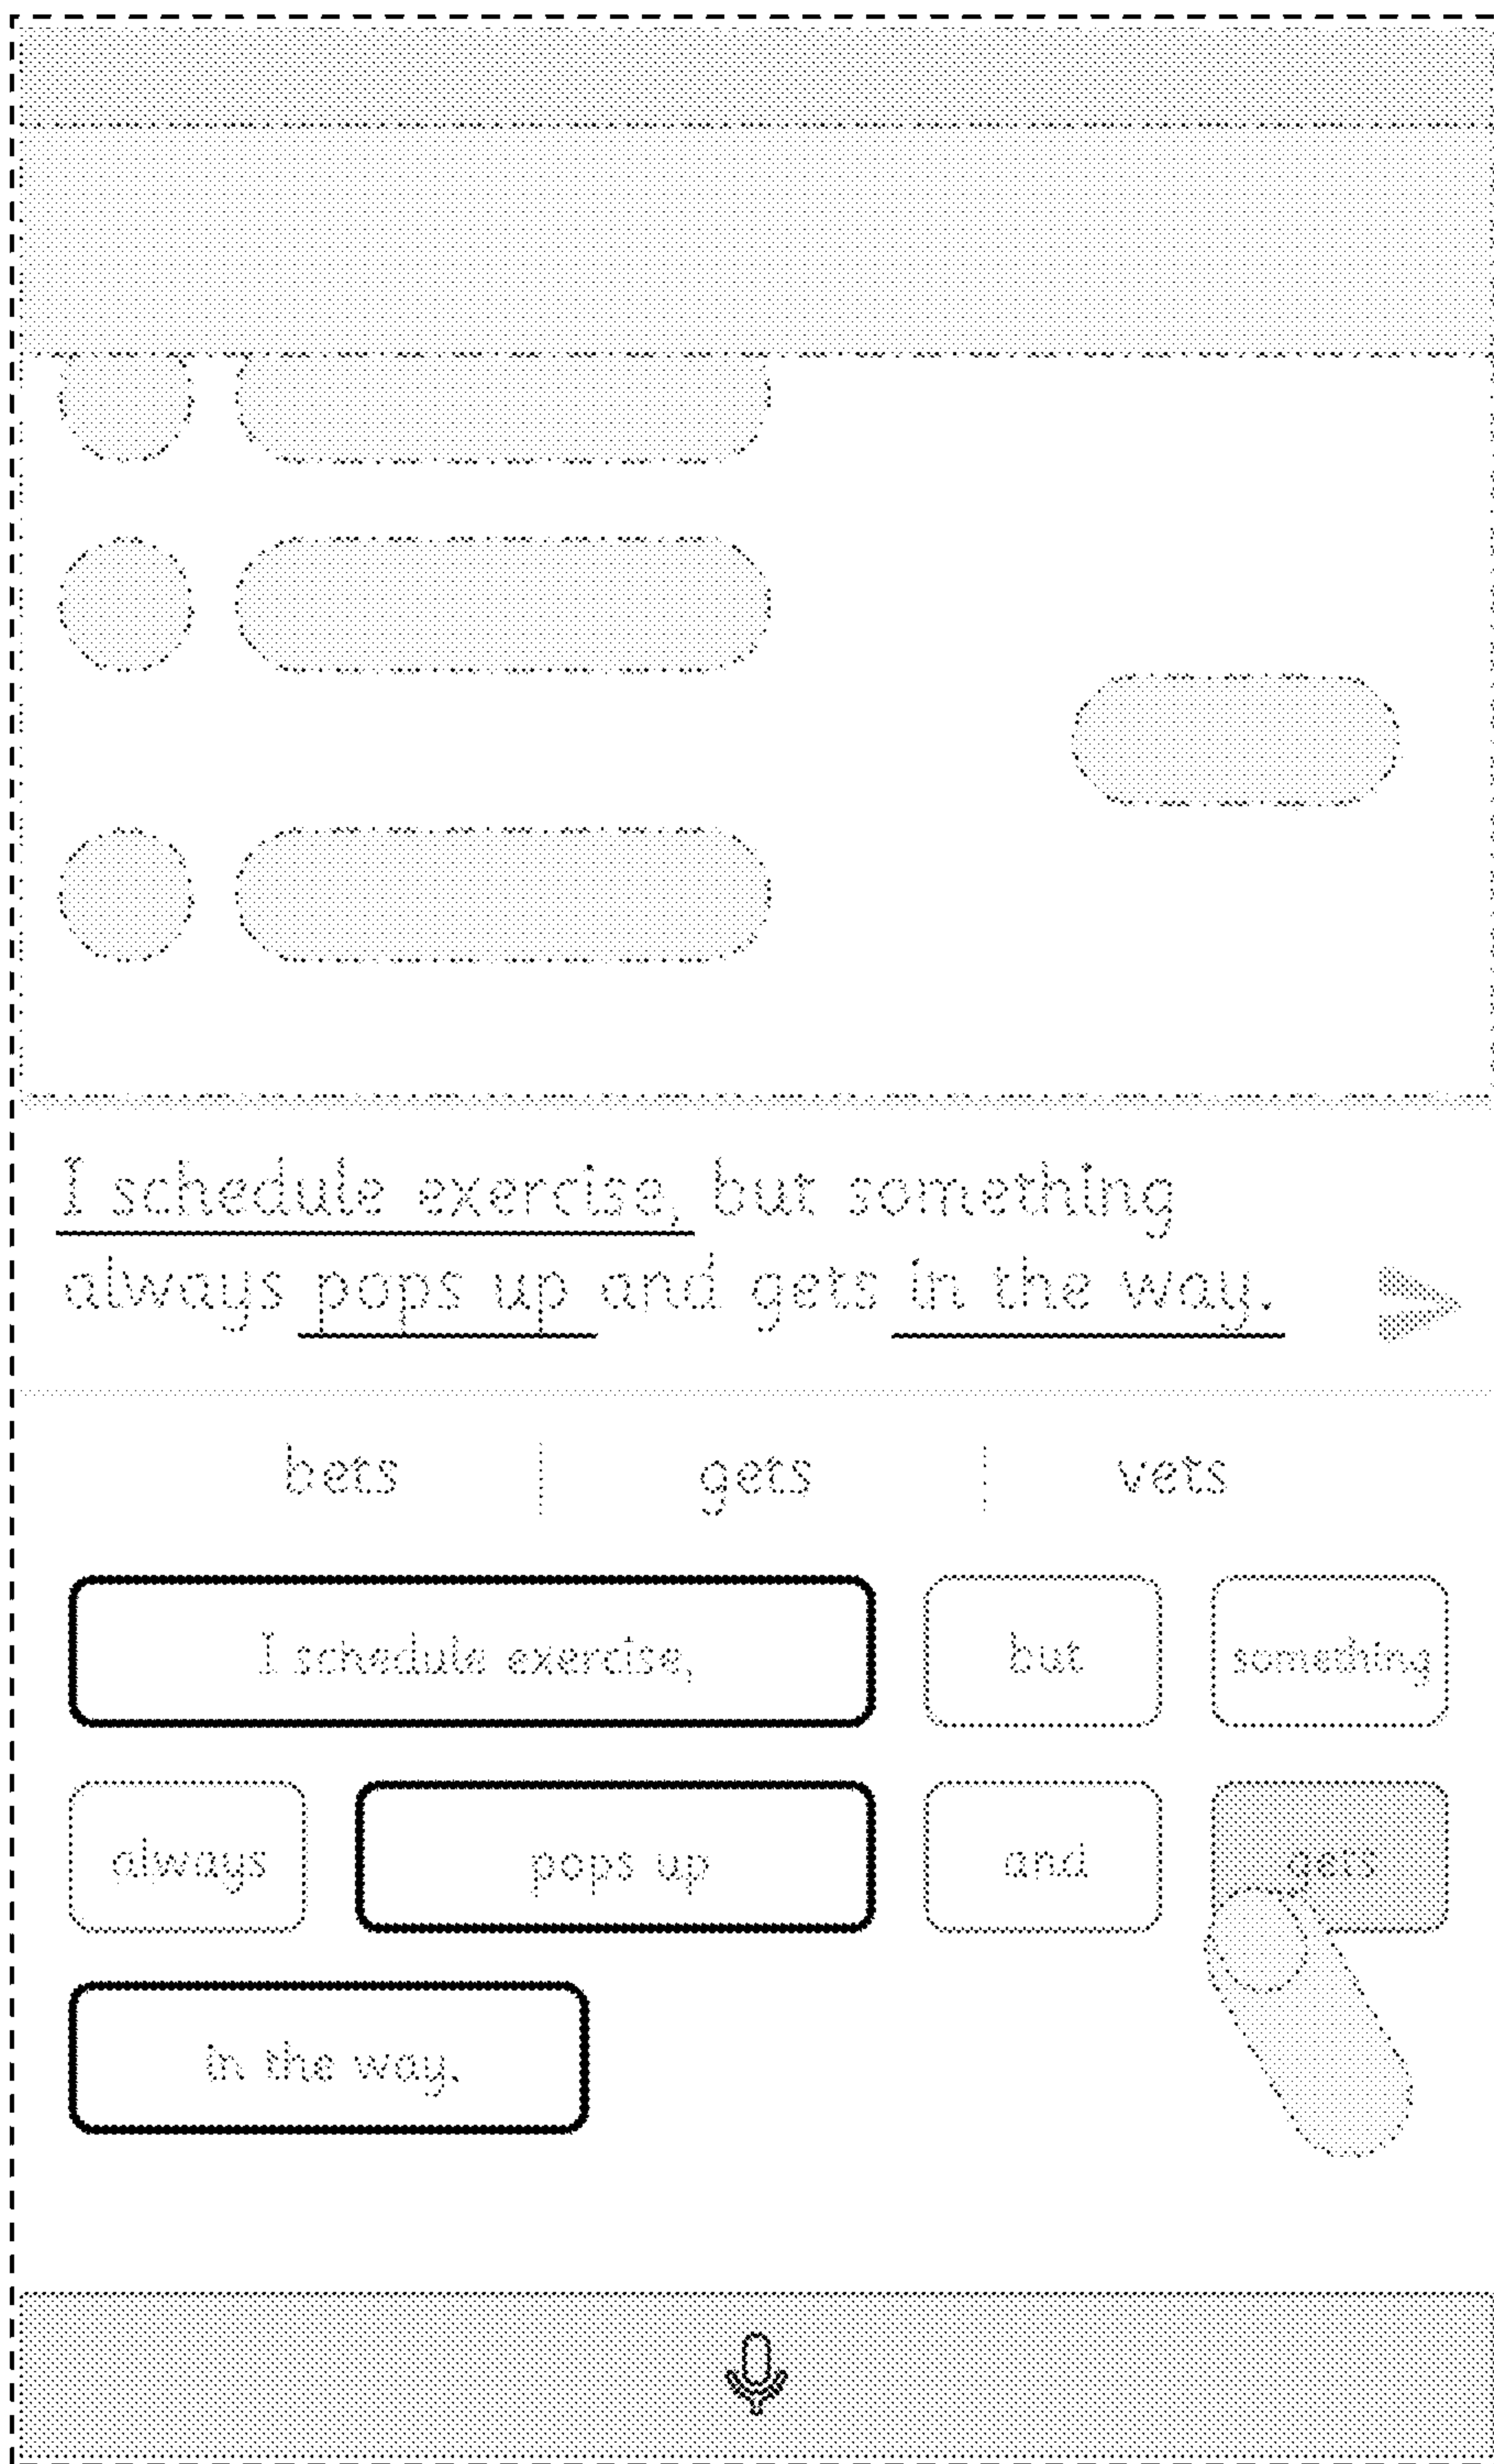 I schedule exercise, but something
always pops up and gets in the way.
bets | gets | vets
I schedule exercise, but something
always pops up and gets
in the way.